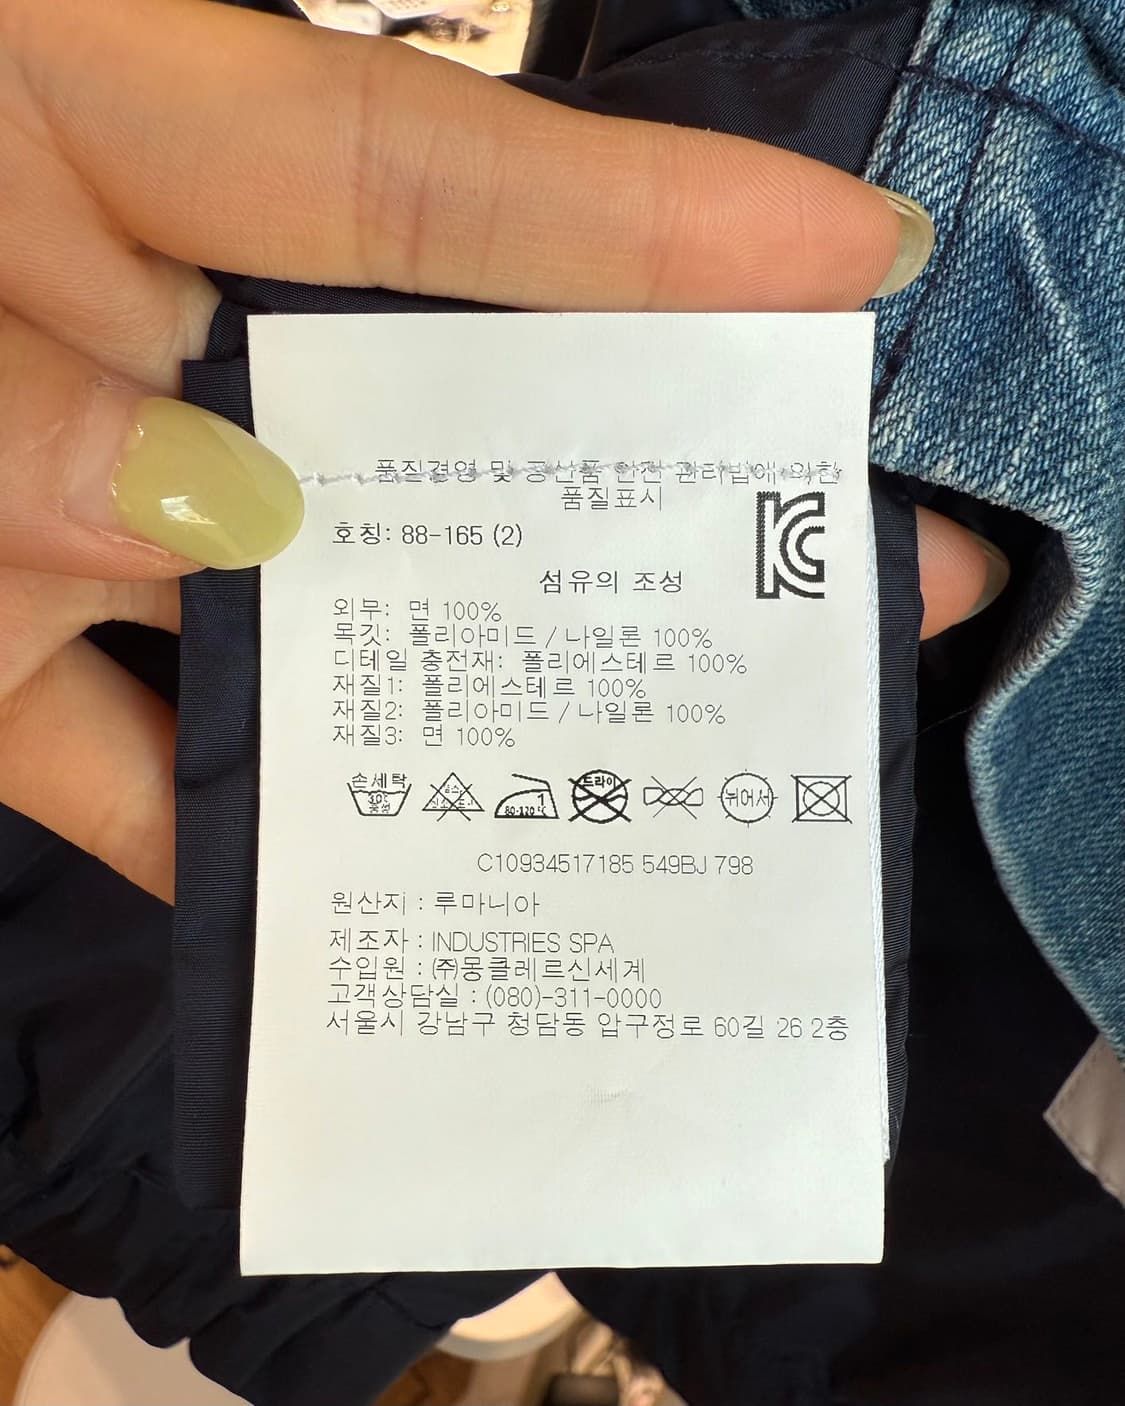 품질경영 및 공산품 안전 관리법에 의한
품질표시
호칭: 88-165 (2)
섬유의 조성
외부: 면 100%
목깃: 폴리아미드 / 나일론 100%
디테일 충전재: 폴리에스테르 100%
재질1: 폴리에스테르 100%
재질2: 폴리아미드 / 나일론 100%
재질3: 면 100%
손세탁 30℃ 중성 1 80-120℃ 드라이 뉘어서
C10934517185 549BJ 798
원산지 : 루마니아
제조자 : INDUSTRIES SPA
수입원 : ㈜몽클레르신세계
고객상담실 : (080)-311-0000
서울시 강남구 청담동 압구정로 60길 26 2층